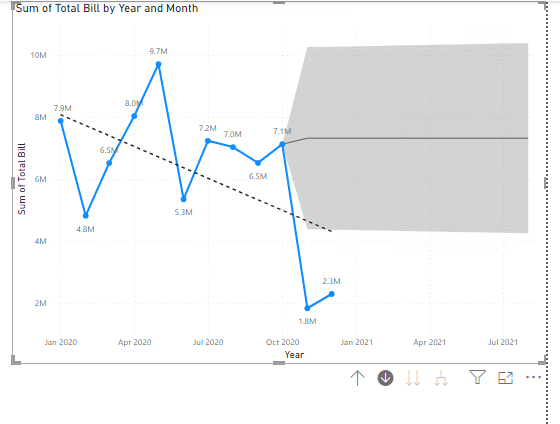 Sum of Total Bill by Year and Month
Sum of Total Bill
10M
8M
6M
4M
2M
7.9M
4.8M
6.5M
8.0M
9.7M
5.3M
7.2M
7.0M
6.5M
7.1M
1.8M
2.3M
Jan 2020
Apr 2020
Jul 2020
Oct 2020
Jan 2021
Apr 2021
Jul 2021
Year